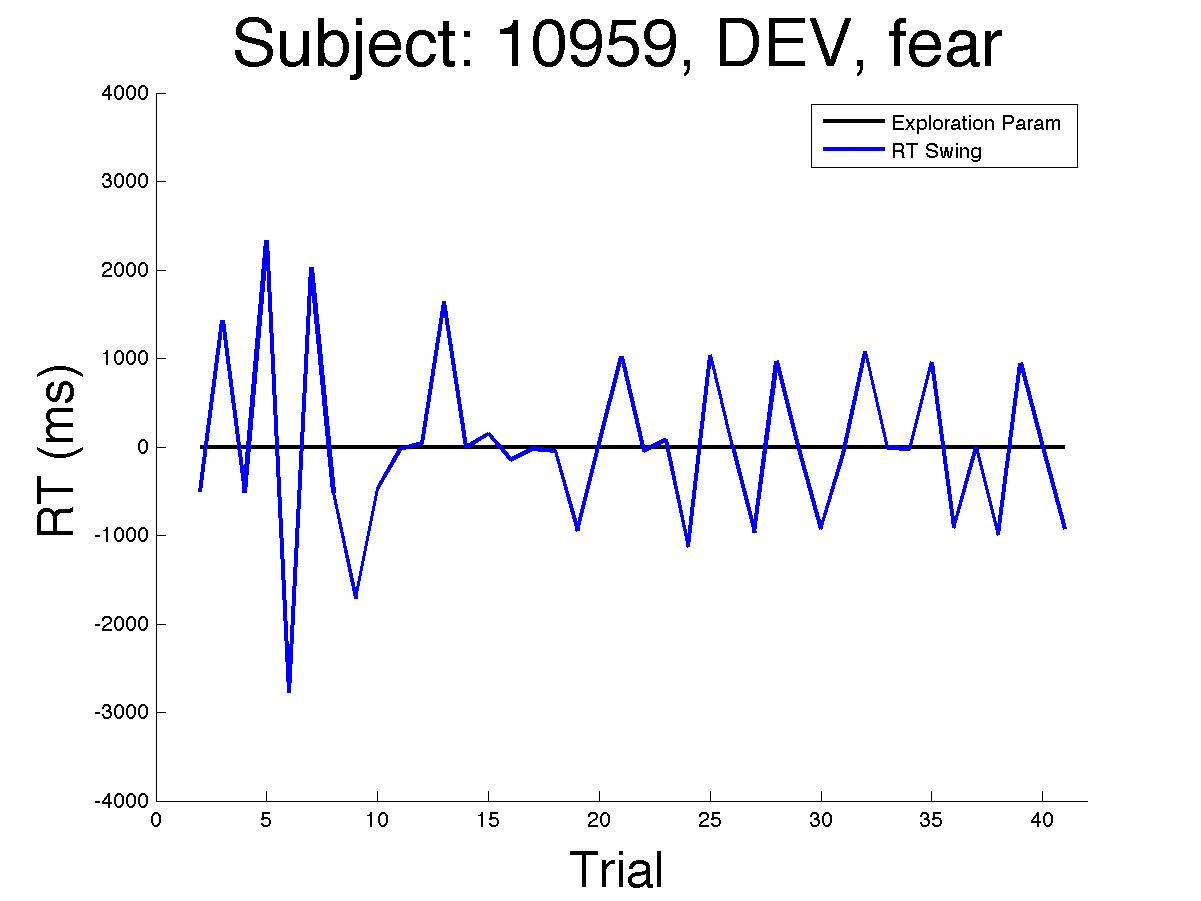 Subject: 10959, DEV, fear
Exploration Param
RT Swing
4000
3000
2000
1000
0
-1000
-2000
-3000
-4000
RT (ms)
0 5 10 15 20 25 30 35 40
Trial